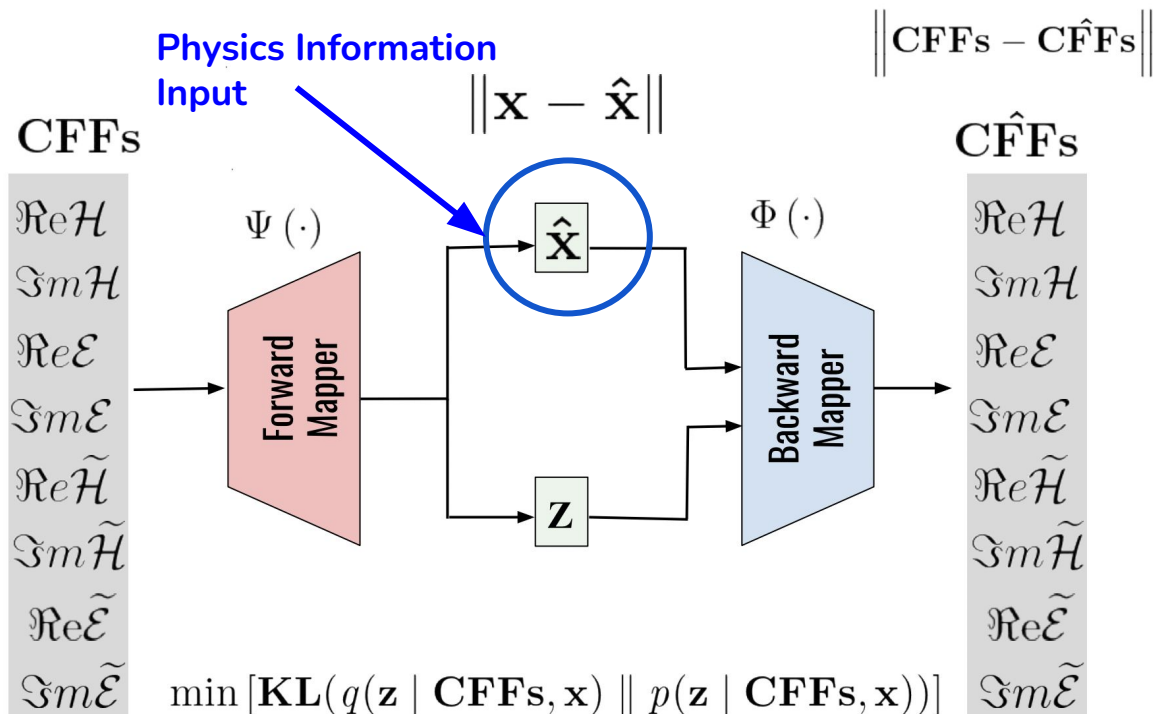 Physics Information
Input
‖x − x̂‖
‖CFFs − CF̂Fs‖
CFFs
ℜeℋ
ℑmℋ
ℜeℰ
ℑmℰ
ℜeℋ̃
ℑmℋ̃
ℜeℰ̃
ℑmℰ̃
Ψ (·)
Forward
Mapper
x̂
z
Φ (·)
Backward
Mapper
CF̂Fs
ℜeℋ
ℑmℋ
ℜeℰ
ℑmℰ
ℜeℋ̃
ℑmℋ̃
ℜeℰ̃
ℑmℰ̃
min [KL(q(z | CFFs, x) ‖ p(z | CFFs, x))]